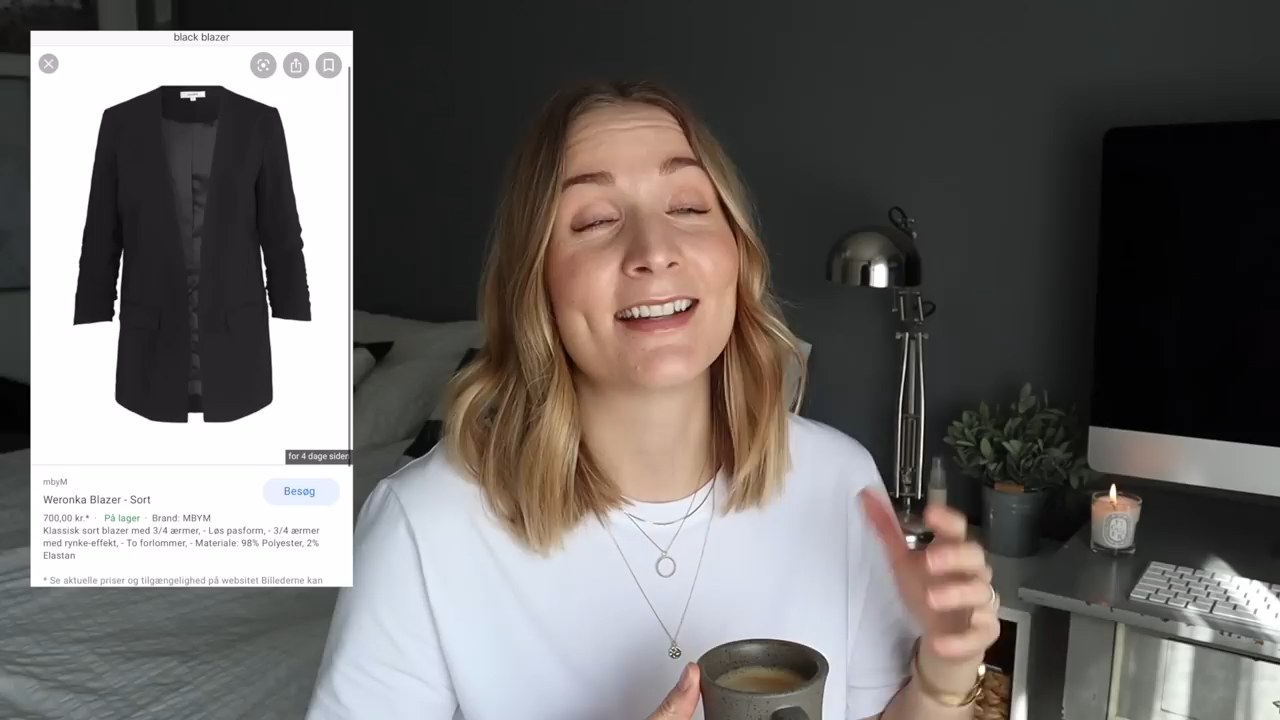 black blazer
for 4 dage siden
mbyM
Weronka Blazer - Sort
Besøg
700,00 kr.* · På lager · Brand: MBYM
Klassisk sort blazer med 3/4 ærmer, - Løs pasform, - 3/4 ærmer
med rynke-effekt, - To forlommer, - Materiale: 98% Polyester, 2%
Elastan
* Se aktuelle priser og tilgængelighed på websitet Billederne kan